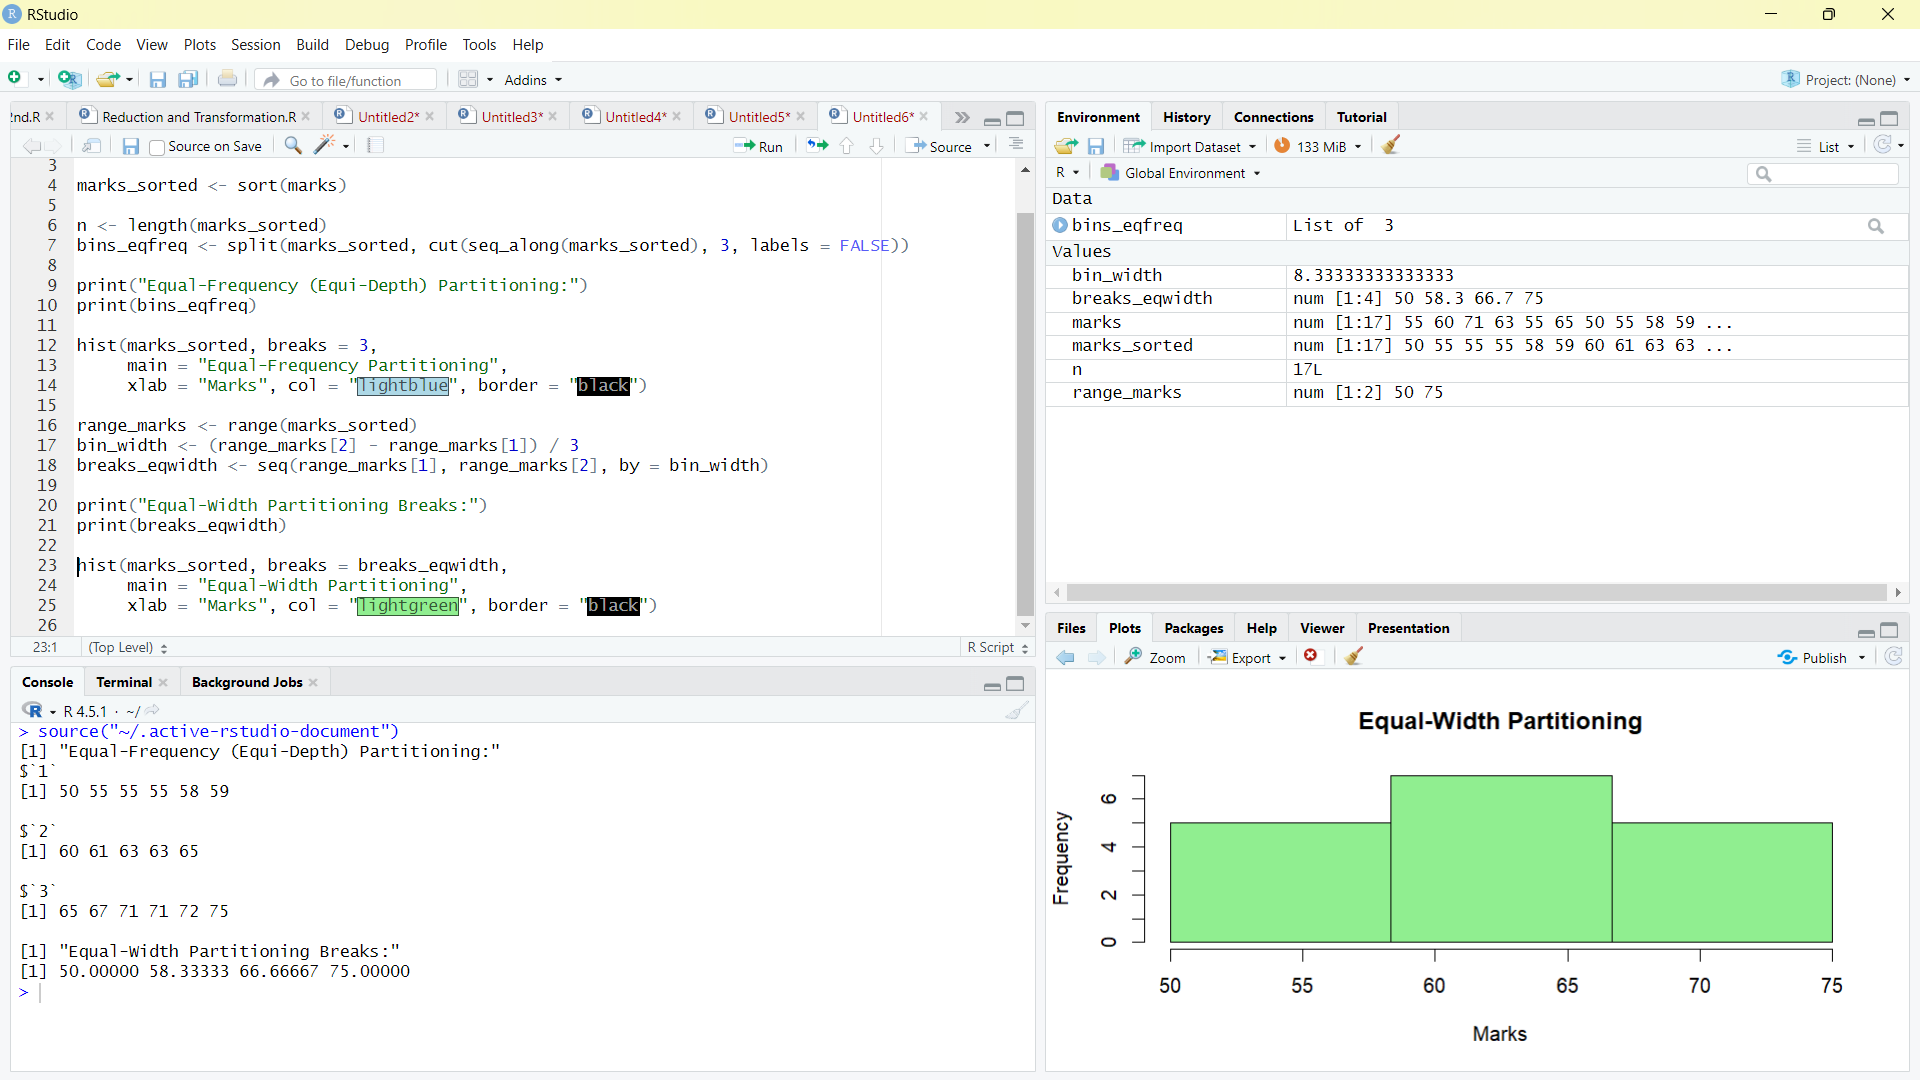 RStudio
File Edit Code View Plots Session Build Debug Profile Tools Help
Go to file/function Addins Project: (None)
2nd.R Reduction and Transformation.R Untitled2* Untitled3* Untitled4* Untitled5* Untitled6*
Source on Save Run Source
3
4 marks_sorted <- sort(marks)
5
6 n <- length(marks_sorted)
7 bins_eqfreq <- split(marks_sorted, cut(seq_along(marks_sorted), 3, labels = FALSE))
8
9 print("Equal-Frequency (Equi-Depth) Partitioning:")
10 print(bins_eqfreq)
11
12 hist(marks_sorted, breaks = 3,
13 main = "Equal-Frequency Partitioning",
14 xlab = "Marks", col = "lightblue", border = "black")
15
16 range_marks <- range(marks_sorted)
17 bin_width <- (range_marks[2] - range_marks[1]) / 3
18 breaks_eqwidth <- seq(range_marks[1], range_marks[2], by = bin_width)
19
20 print("Equal-Width Partitioning Breaks:")
21 print(breaks_eqwidth)
22
23 hist(marks_sorted, breaks = breaks_eqwidth,
24 main = "Equal-Width Partitioning",
25 xlab = "Marks", col = "lightgreen", border = "black")
26
23:1 (Top Level) R Script
Console Terminal Background Jobs
R 4.5.1 · ~/
> source("~/.active-rstudio-document")
[1] "Equal-Frequency (Equi-Depth) Partitioning:"
$`1`
[1] 50 55 55 55 58 59
$`2`
[1] 60 61 63 63 65
$`3`
[1] 65 67 71 71 72 75
[1] "Equal-Width Partitioning Breaks:"
[1] 50.00000 58.33333 66.66667 75.00000
>
Environment History Connections Tutorial
Import Dataset 133 MiB List
R Global Environment
Data
bins_eqfreq List of 3
Values
bin_width 8.33333333333333
breaks_eqwidth num [1:4] 50 58.3 66.7 75
marks num [1:17] 55 60 71 63 55 65 50 55 58 59 ...
marks_sorted num [1:17] 50 55 55 55 58 59 60 61 63 63 ...
n 17L
range_marks num [1:2] 50 75
Files Plots Packages Help Viewer Presentation
Zoom Export Publish
Equal-Width Partitioning
Frequency
6
4
2
0
50 55 60 65 70 75
Marks